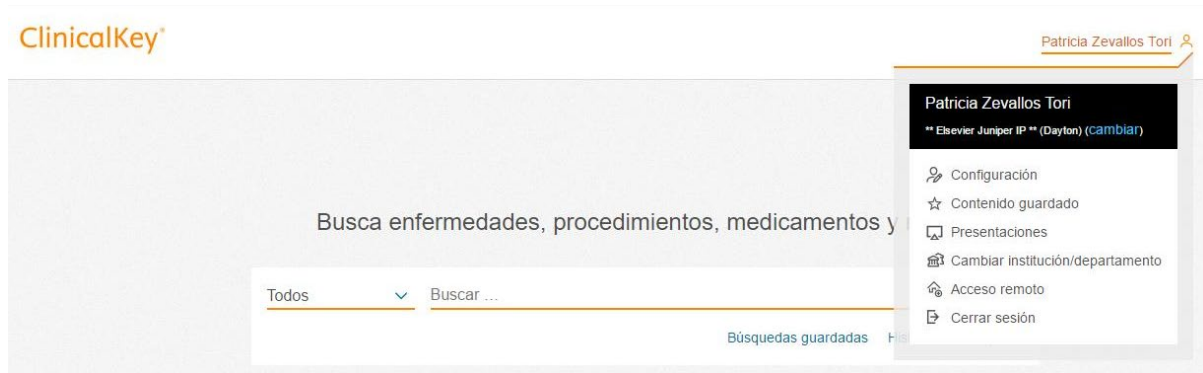 ClinicalKey®
Patricia Zevallos Tori
Patricia Zevallos Tori
** Elsevier Juniper IP ** (Dayton) (cambiar)
Configuración
Contenido guardado
Presentaciones
Cambiar institución/departamento
Acceso remoto
Cerrar sesión
Busca enfermedades, procedimientos, medicamentos y
Todos
Buscar ...
Búsquedas guardadas